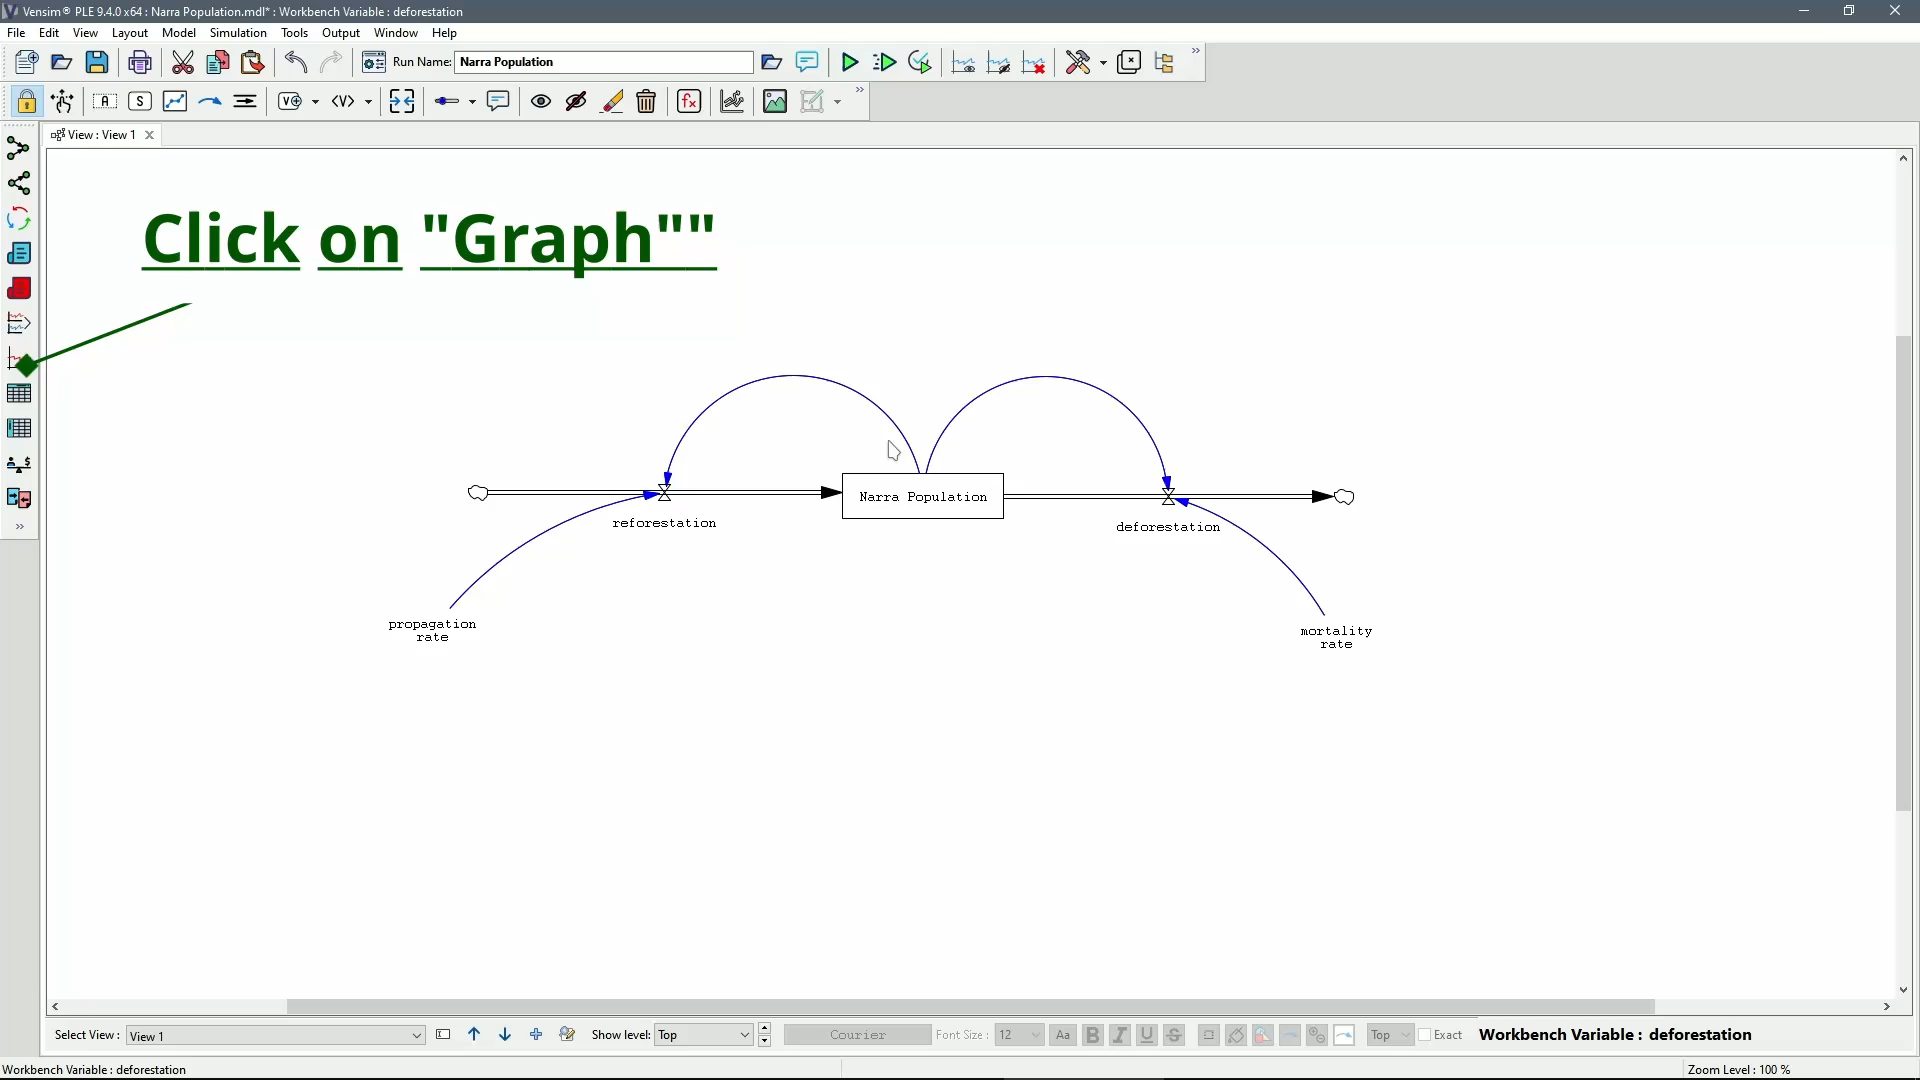 Vensim® PLE 9.4.0 x64 : Narra Population.mdl* : Workbench Variable : deforestation
File Edit View Layout Model Simulation Tools Output Window Help
Run Name: Narra Population
View : View 1
Click on "Graph""
Narra Population
reforestation
deforestation
propagation
rate
mortality
rate
Select View : View 1 Show level: Top Courier Font Size : 12 Aa B I U S Top Exact Workbench Variable : deforestation
Workbench Variable : deforestation Zoom Level : 100 %